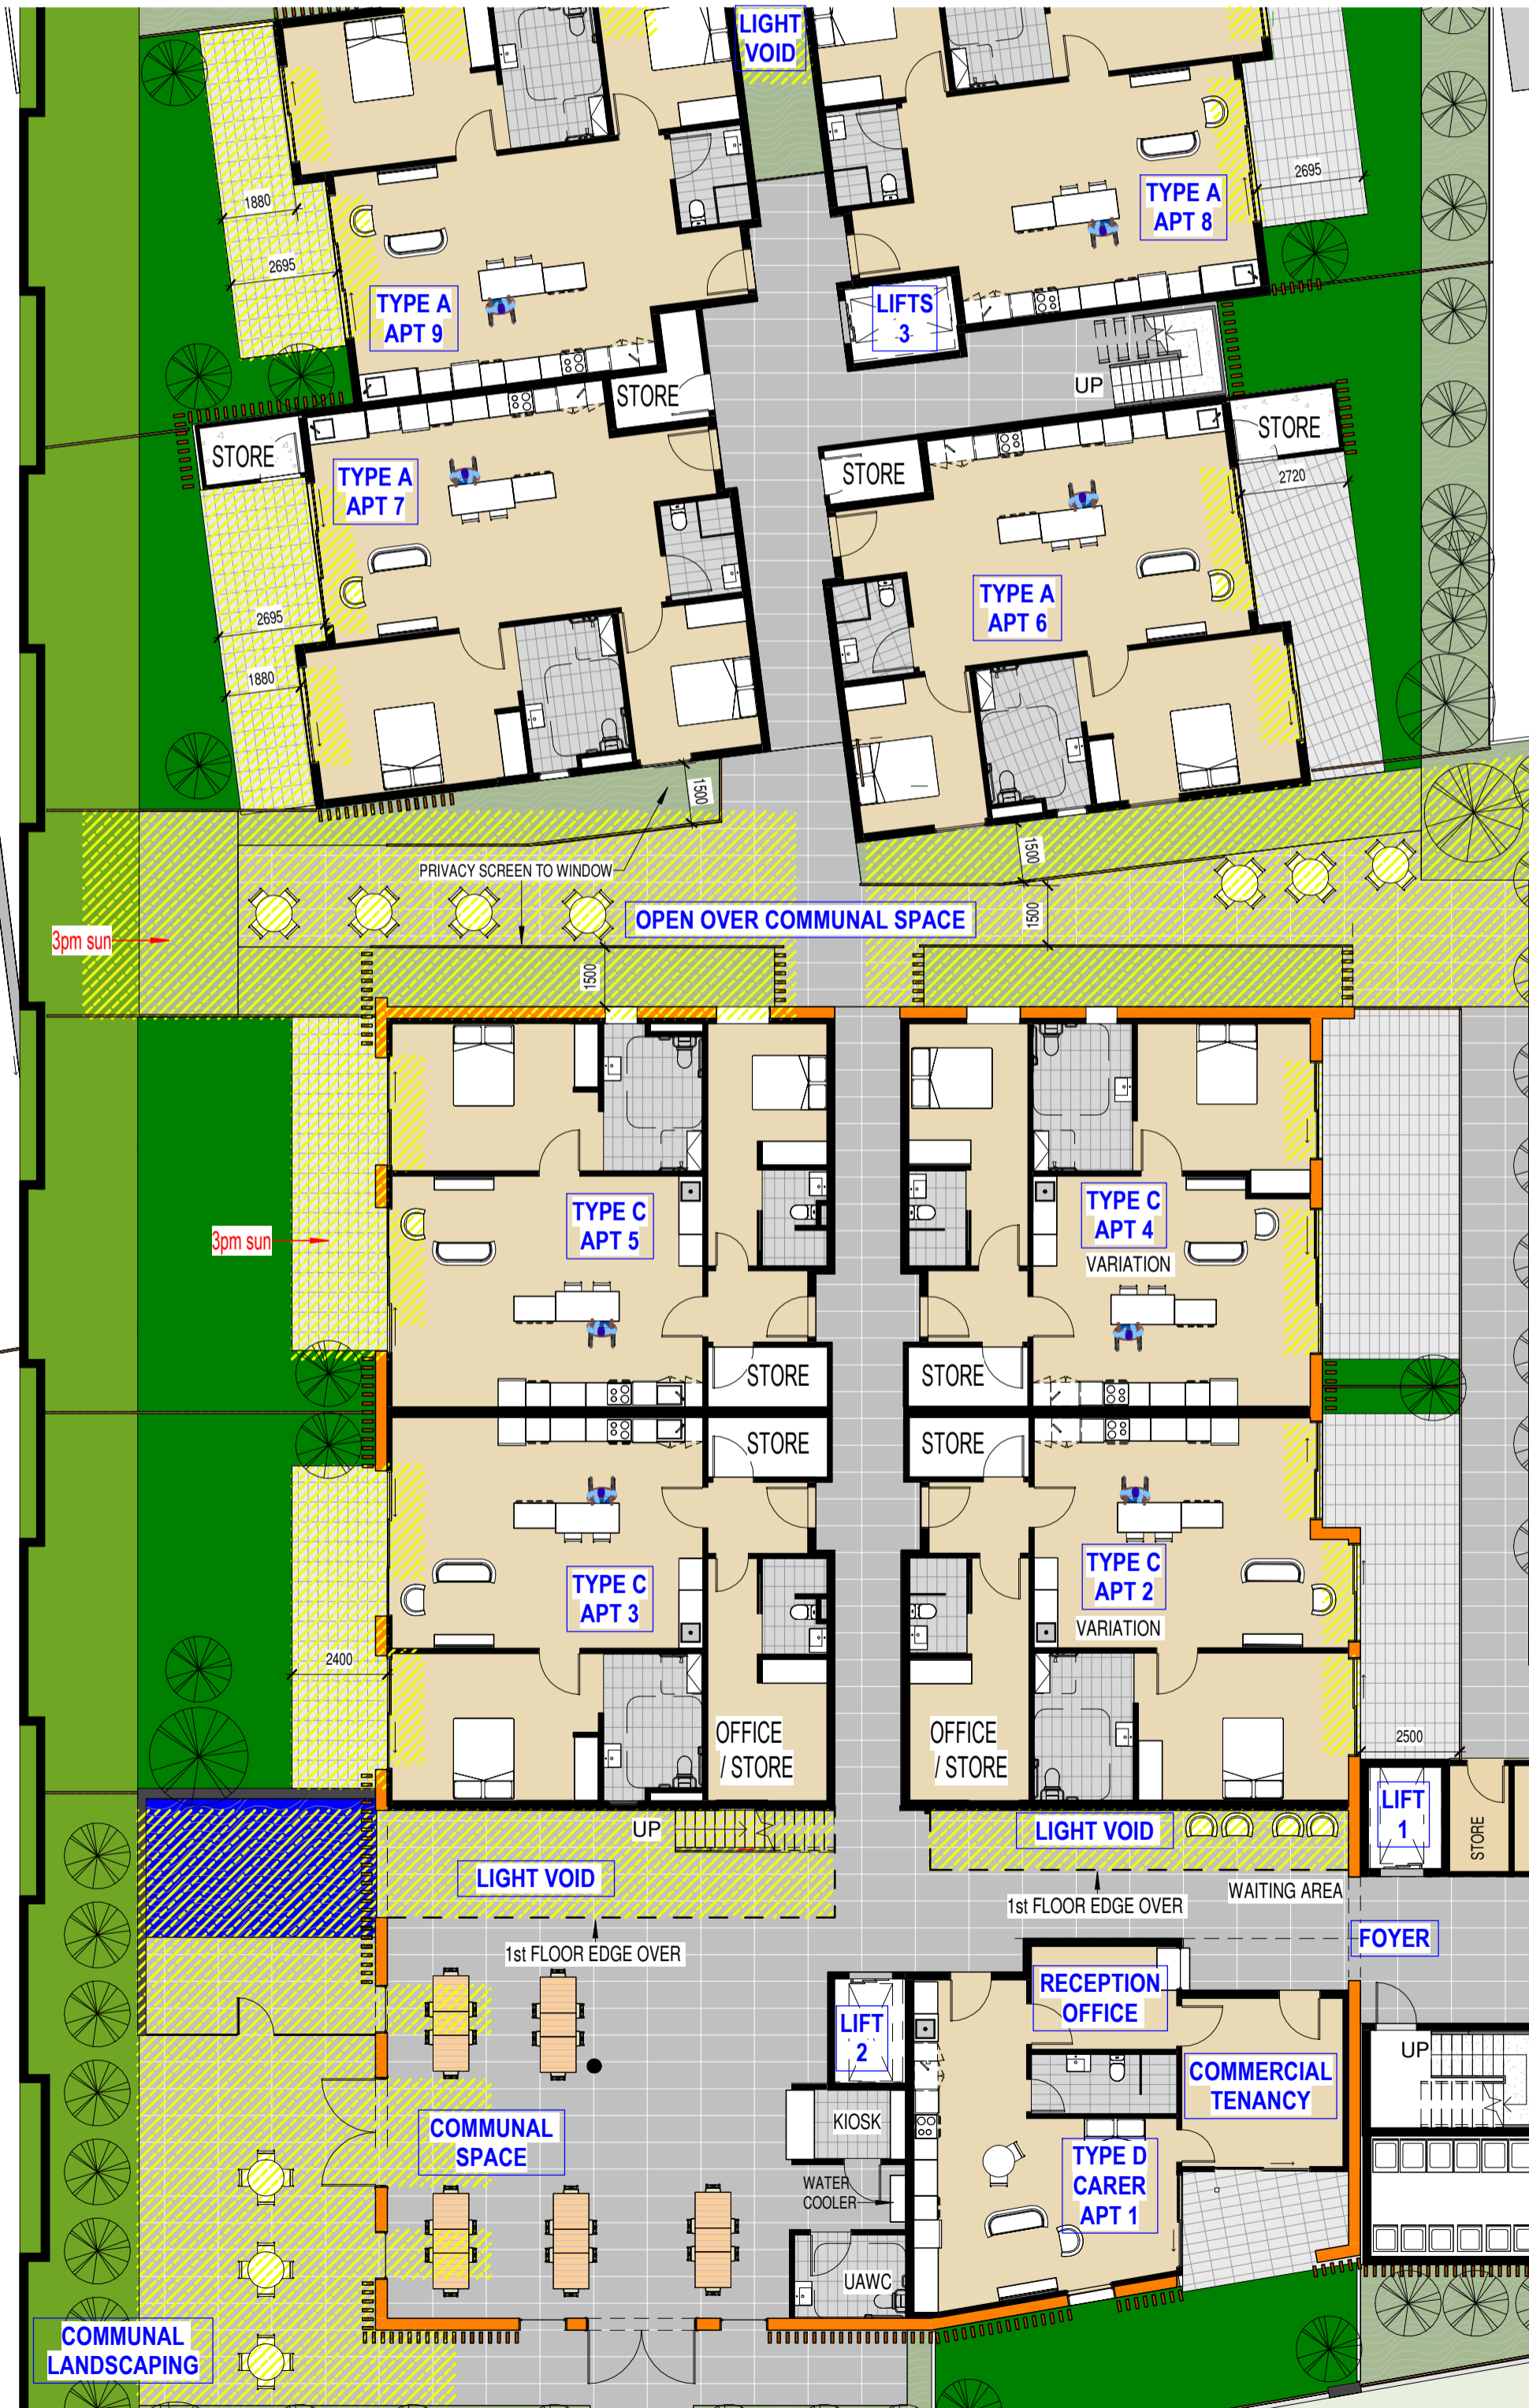 LIGHT
VOID
1880
2695
TYPE A
APT 9
TYPE A
APT 8
2695
LIFTS
3
UP
STORE
STORE
TYPE A
APT 7
STORE
STORE
2720
TYPE A
APT 6
2695
1880
1500
PRIVACY SCREEN TO WINDOW
1500
OPEN OVER COMMUNAL SPACE
1500
3pm sun
1500
TYPE C
APT 5
TYPE C
APT 4
VARIATION
3pm sun
STORE
STORE
STORE
STORE
TYPE C
APT 3
TYPE C
APT 2
VARIATION
2400
OFFICE
/ STORE
OFFICE
/ STORE
2500
UP
LIGHT VOID
LIFT
1
STORE
LIGHT VOID
WAITING AREA
1st FLOOR EDGE OVER
FOYER
1st FLOOR EDGE OVER
RECEPTION
OFFICE
LIFT
2
UP
COMMERCIAL
TENANCY
COMMUNAL
SPACE
KIOSK
WATER
COOLER
TYPE D
CARER
APT 1
UAWC
COMMUNAL
LANDSCAPING